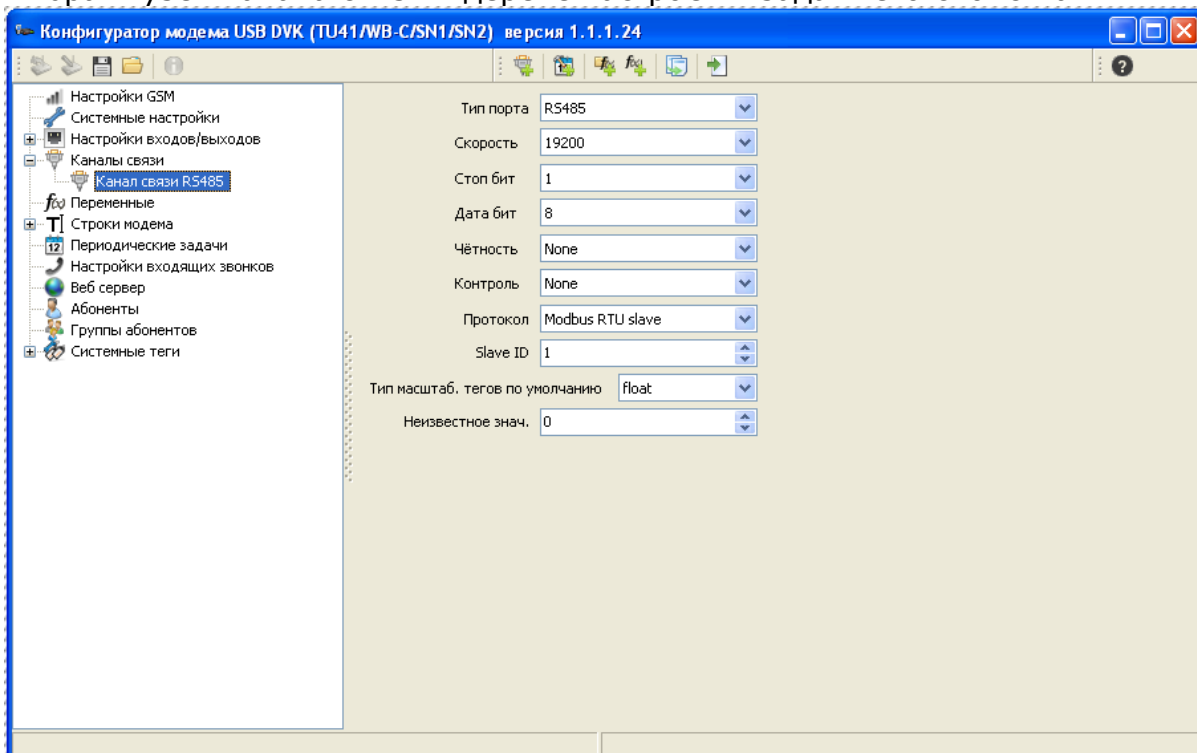 Конфигуратор модема USB DVK (TU41/WB-C/SN1/SN2) версия 1.1.1.24
Настройки GSM
Системные настройки
Настройки входов/выходов
Каналы связи
Канал связи RS485
f(x) Переменные
Строки модема
12 Периодические задачи
Настройки входящих звонков
Веб сервер
Абоненты
Группы абонентов
Системные теги
Тип порта RS485
Скорость 19200
Стоп бит 1
Дата бит 8
Чётность None
Контроль None
Протокол Modbus RTU slave
Slave ID 1
Тип масштаб. тегов по умолчанию float
Неизвестное знач. 0